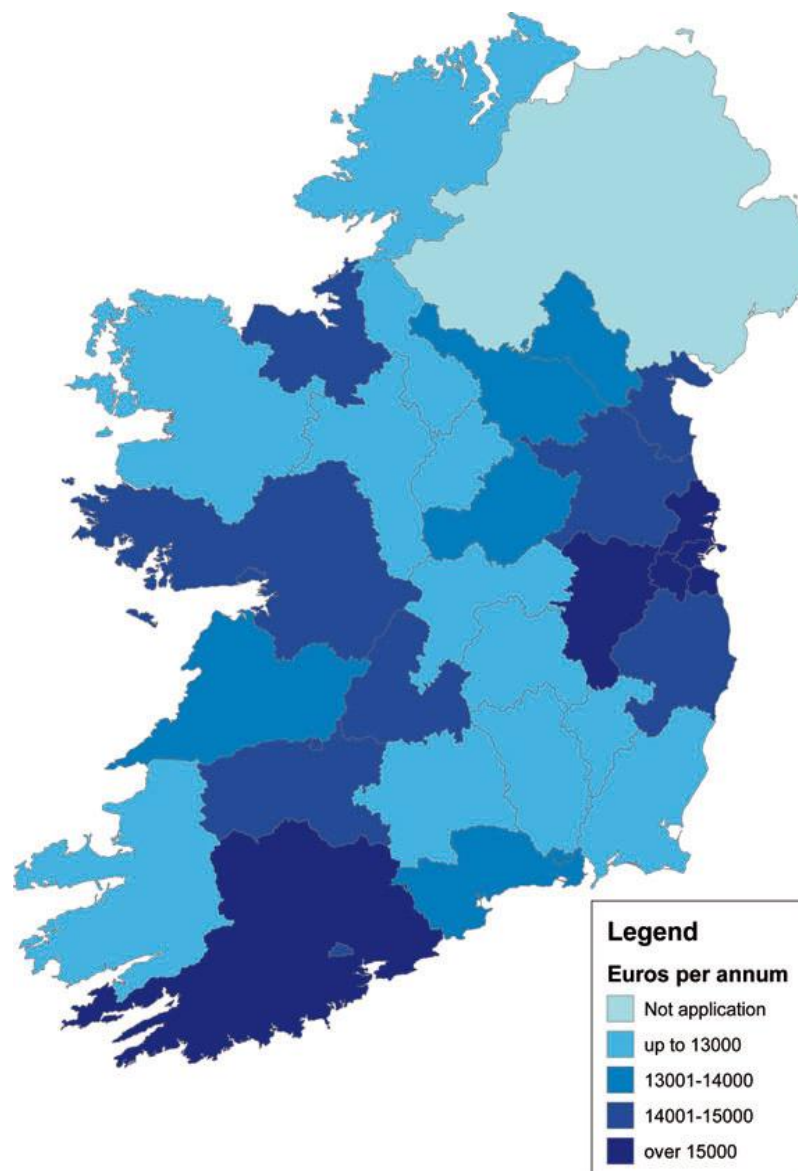 Legend
Euros per annum
Not application
up to 13000
13001-14000
14001-15000
over 15000